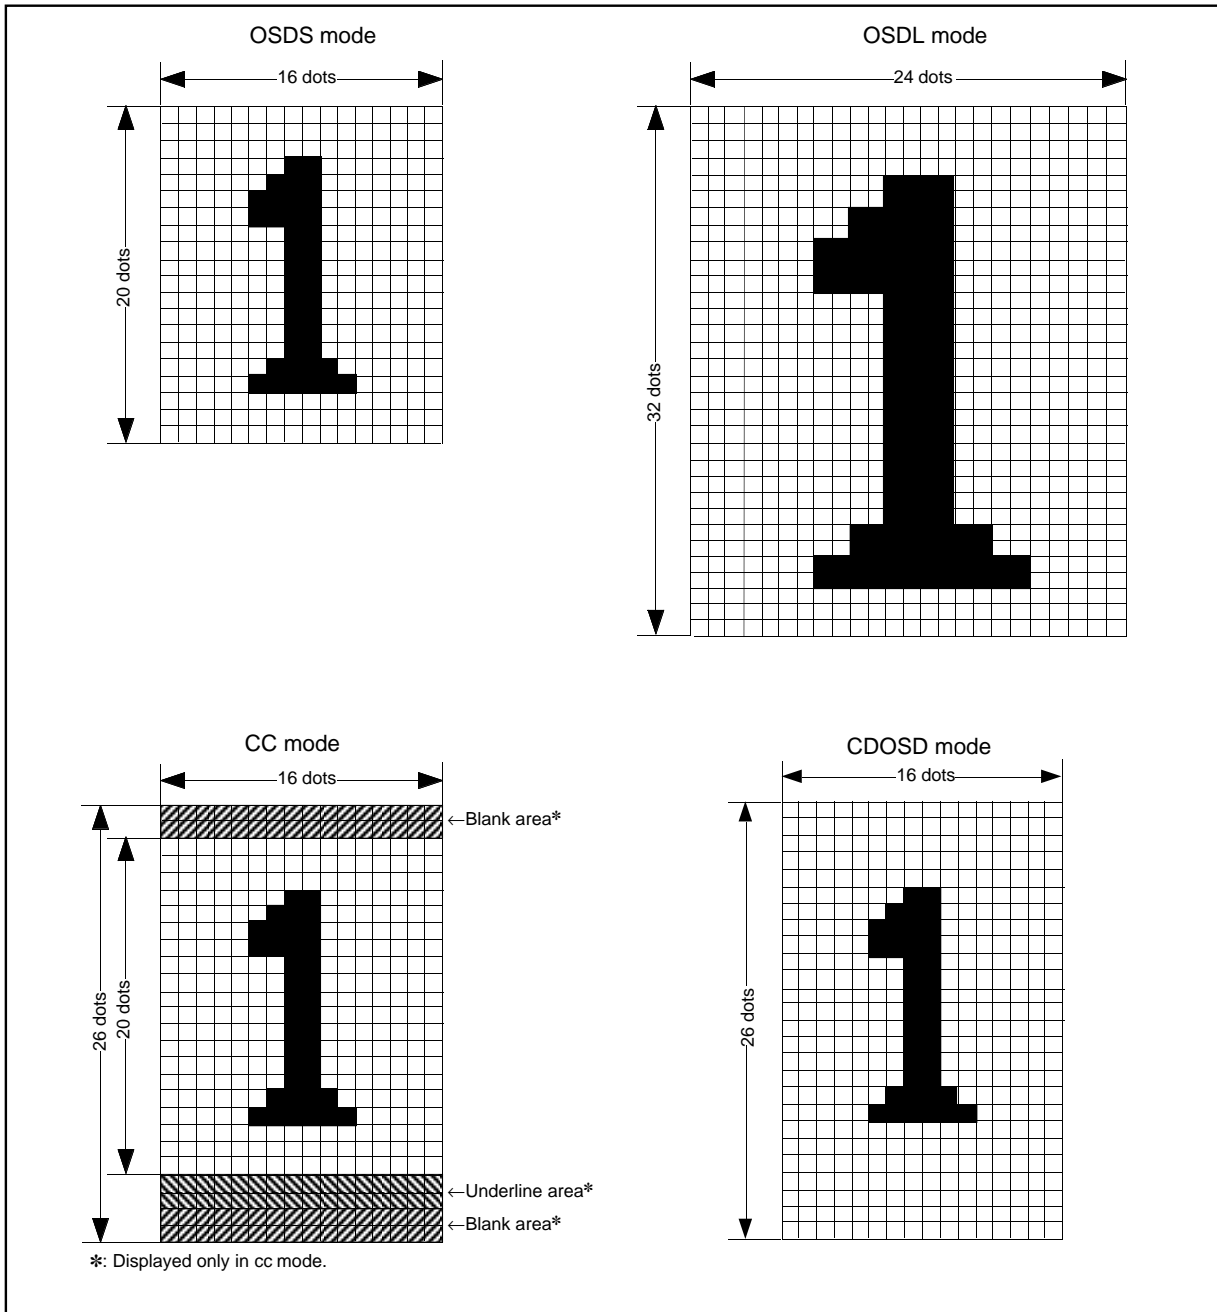 OSDS mode
16 dots
20 dots
OSDL mode
24 dots
32 dots
CC mode
16 dots
26 dots
20 dots
←Blank area*
←Underline area*
←Blank area*
*: Displayed only in cc mode.
CDOSD mode
16 dots
26 dots